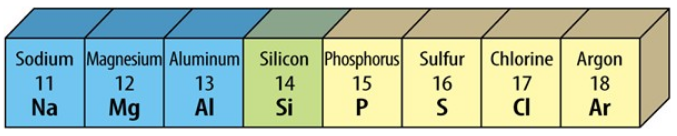 Sodium Magnesium Aluminum Silicon Phosphorus Sulfur Chlorine Argon
11 12 13 14 15 16 17 18
Na Mg Al Si P S Cl Ar